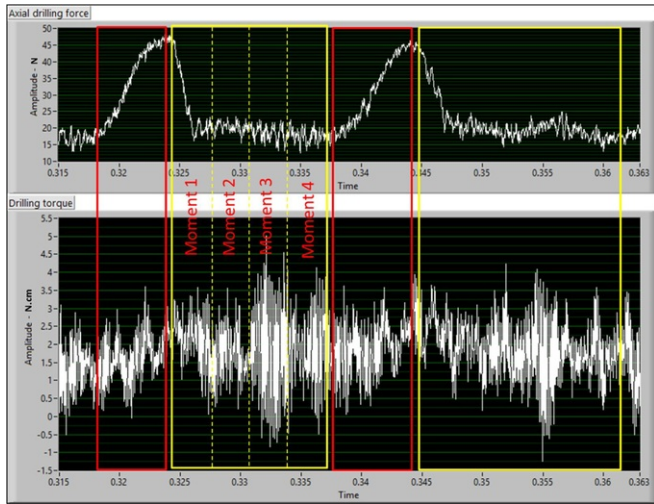 Axial drilling force
Amplitude - N
50
45
40
35
30
25
20
15
10
0.315 0.32 0.325 0.33 0.335 0.34 0.345 0.35 0.355 0.36 0.363
Time
Drilling torque
Moment 1
Moment 2
Moment 3
Moment 4
Amplitude - N.cm
5.5
5
4.5
4
3.5
3
2.5
2
1.5
1
0.5
0
-0.5
-1
-1.5
0.315 0.32 0.325 0.33 0.335 0.34 0.345 0.35 0.355 0.36 0.363
Time